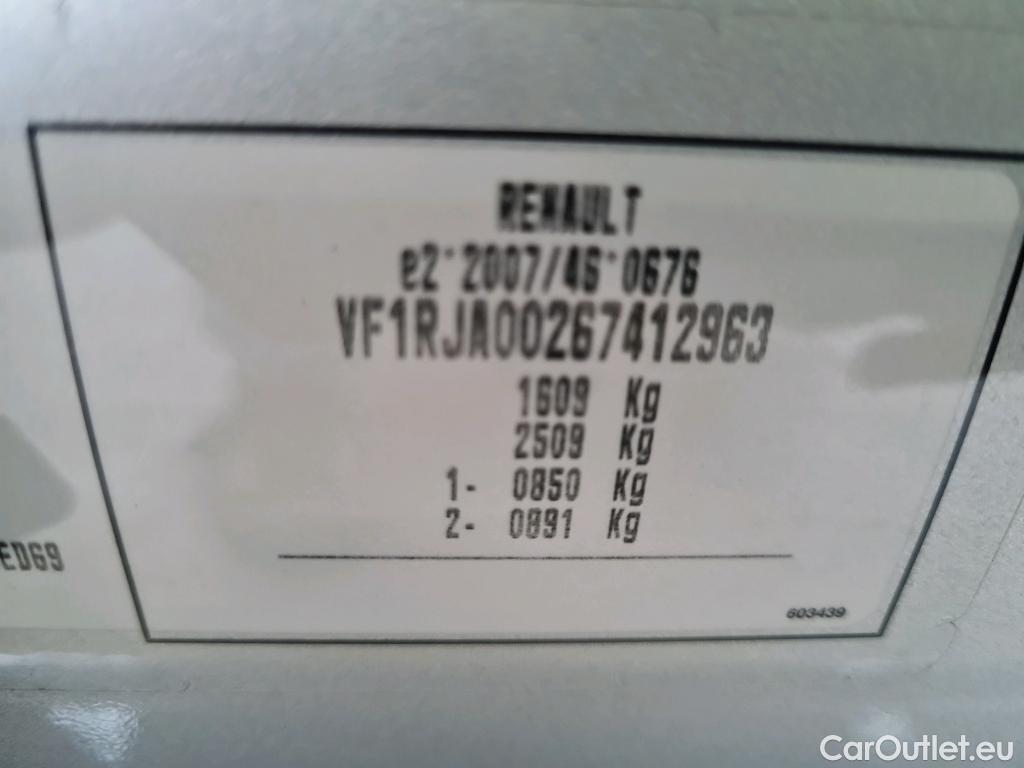 RENAULT
e2*2007/46*0676
VF1RJA00267412963
1609 Kg
2509 Kg
1- 0850 Kg
2- 0891 Kg
ED69
603439
CarOutlet.eu